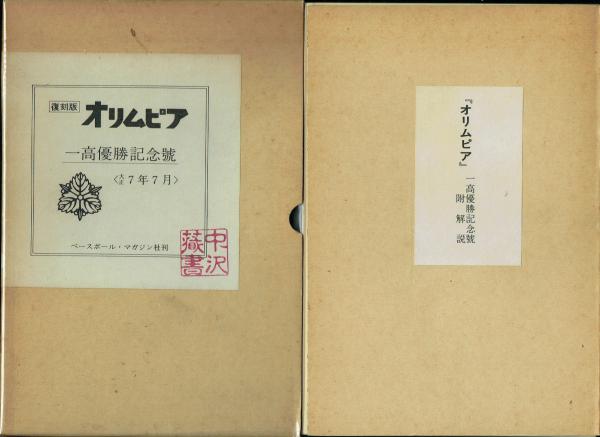 復刻版 オリムピア
一高優勝記念號
〈大正7年7月〉
ベースボール・マガジン社刊
中沢
蔵書
『オリムピア』
一高優勝記念號
附解説